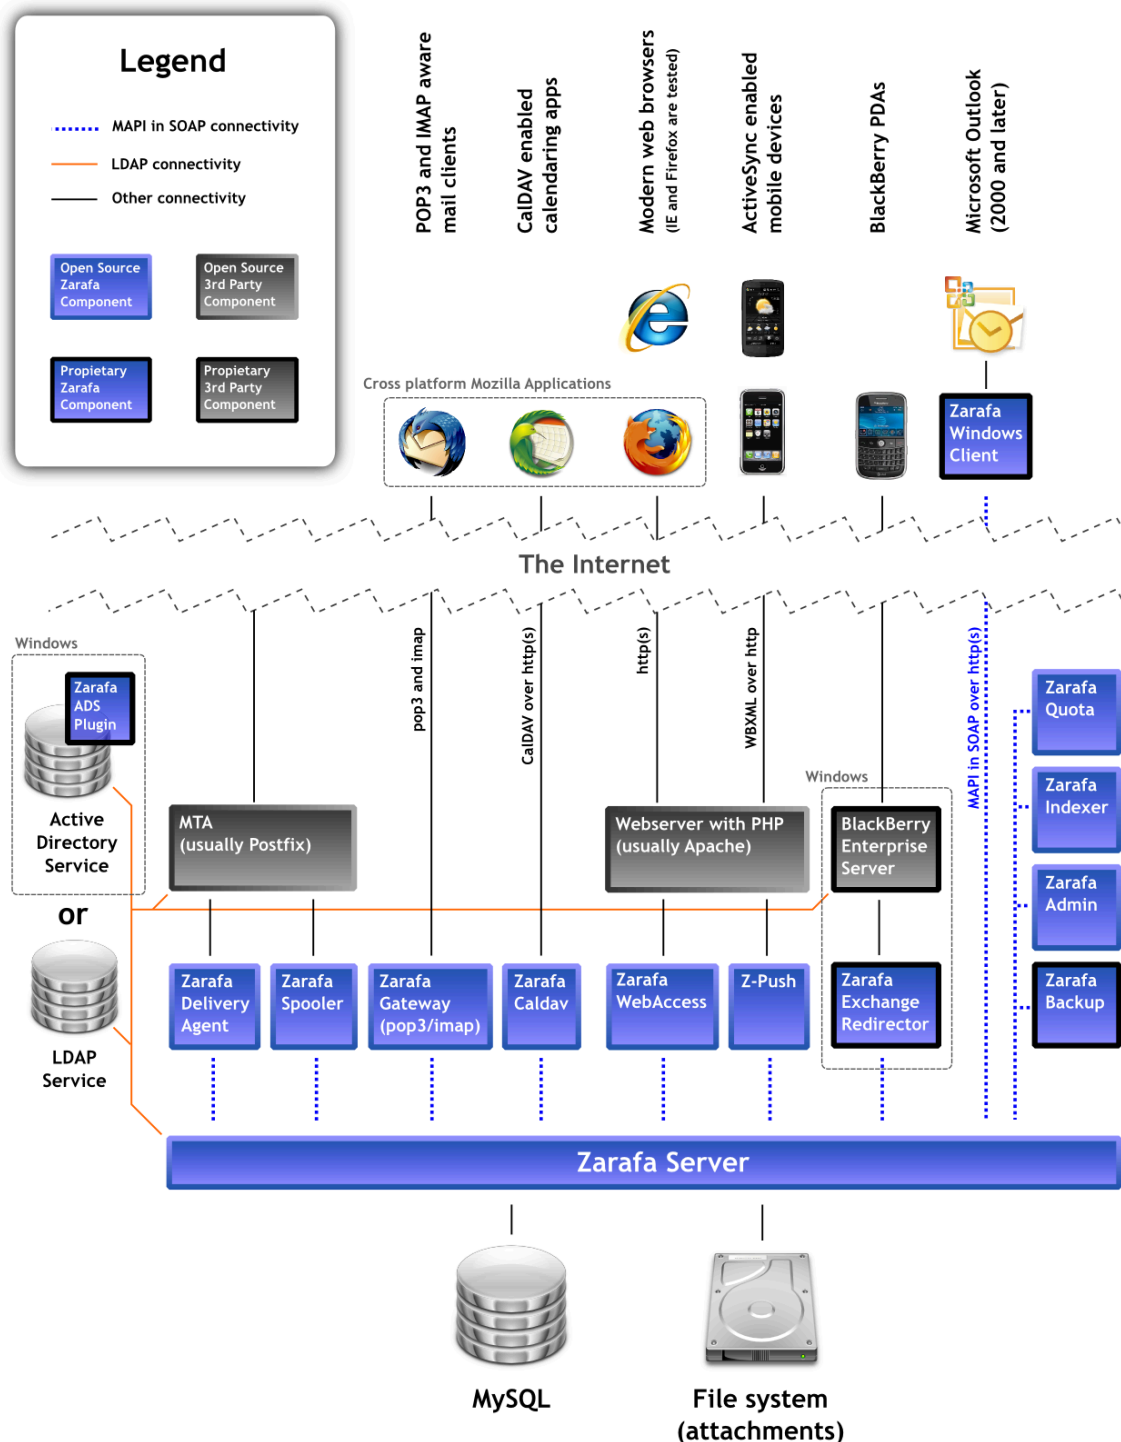 Legend
MAPI in SOAP connectivity
LDAP connectivity
Other connectivity
Open Source
Zarafa
Component
Open Source
3rd Party
Component
Propietary
Zarafa
Component
Propietary
3rd Party
Component
POP3 and IMAP aware
mail clients
CalDAV enabled
calendaring apps
Modern web browsers
(IE and Firefox are tested)
ActiveSync enabled
mobile devices
BlackBerry PDAs
Microsoft Outlook
(2000 and later)
Cross platform Mozilla Applications
Zarafa
Windows
Client
The Internet
Windows
Zarafa
ADS
Plugin
Active
Directory
Service
or
LDAP
Service
pop3 and imap
CalDAV over http(s)
http(s)
WBXML over http
MAPI in SOAP over http(s)
MTA
(usually Postfix)
Webserver with PHP
(usually Apache)
Windows
BlackBerry
Enterprise
Server
Zarafa
Quota
Zarafa
Indexer
Zarafa
Admin
Zarafa
Backup
Zarafa
Delivery
Agent
Zarafa
Spooler
Zarafa
Gateway
(pop3/imap)
Zarafa
Caldav
Zarafa
WebAccess
Z-Push
Zarafa
Exchange
Redirector
Zarafa Server
MySQL
File system
(attachments)